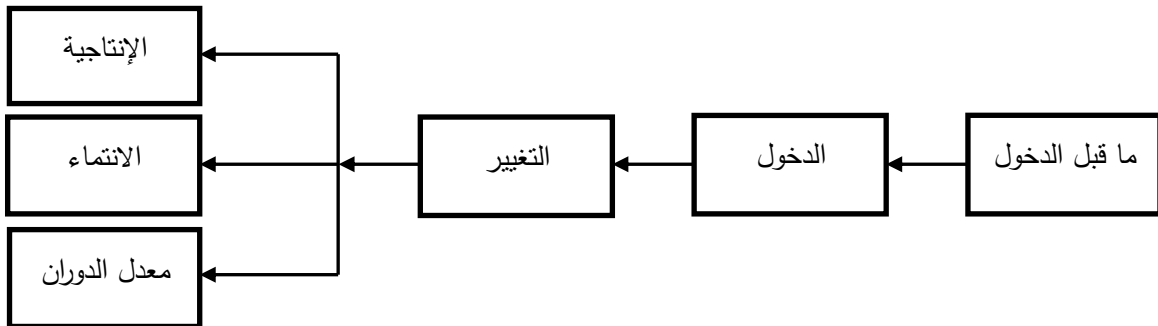 ما قبل الدخول
الدخول
التغيير
الإنتاجية
الانتماء
معدل الدوران